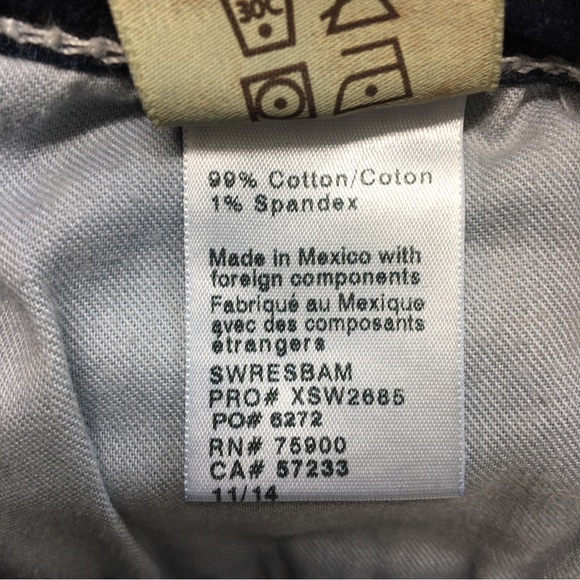 30C
99% Cotton/Coton
1% Spandex
Made in Mexico with
foreign components
Fabriqué au Mexique
avec des composants
étrangers
SWRESBAM
PRO# XSW2685
PO# 6272
RN# 75900
CA# 57233
11/14